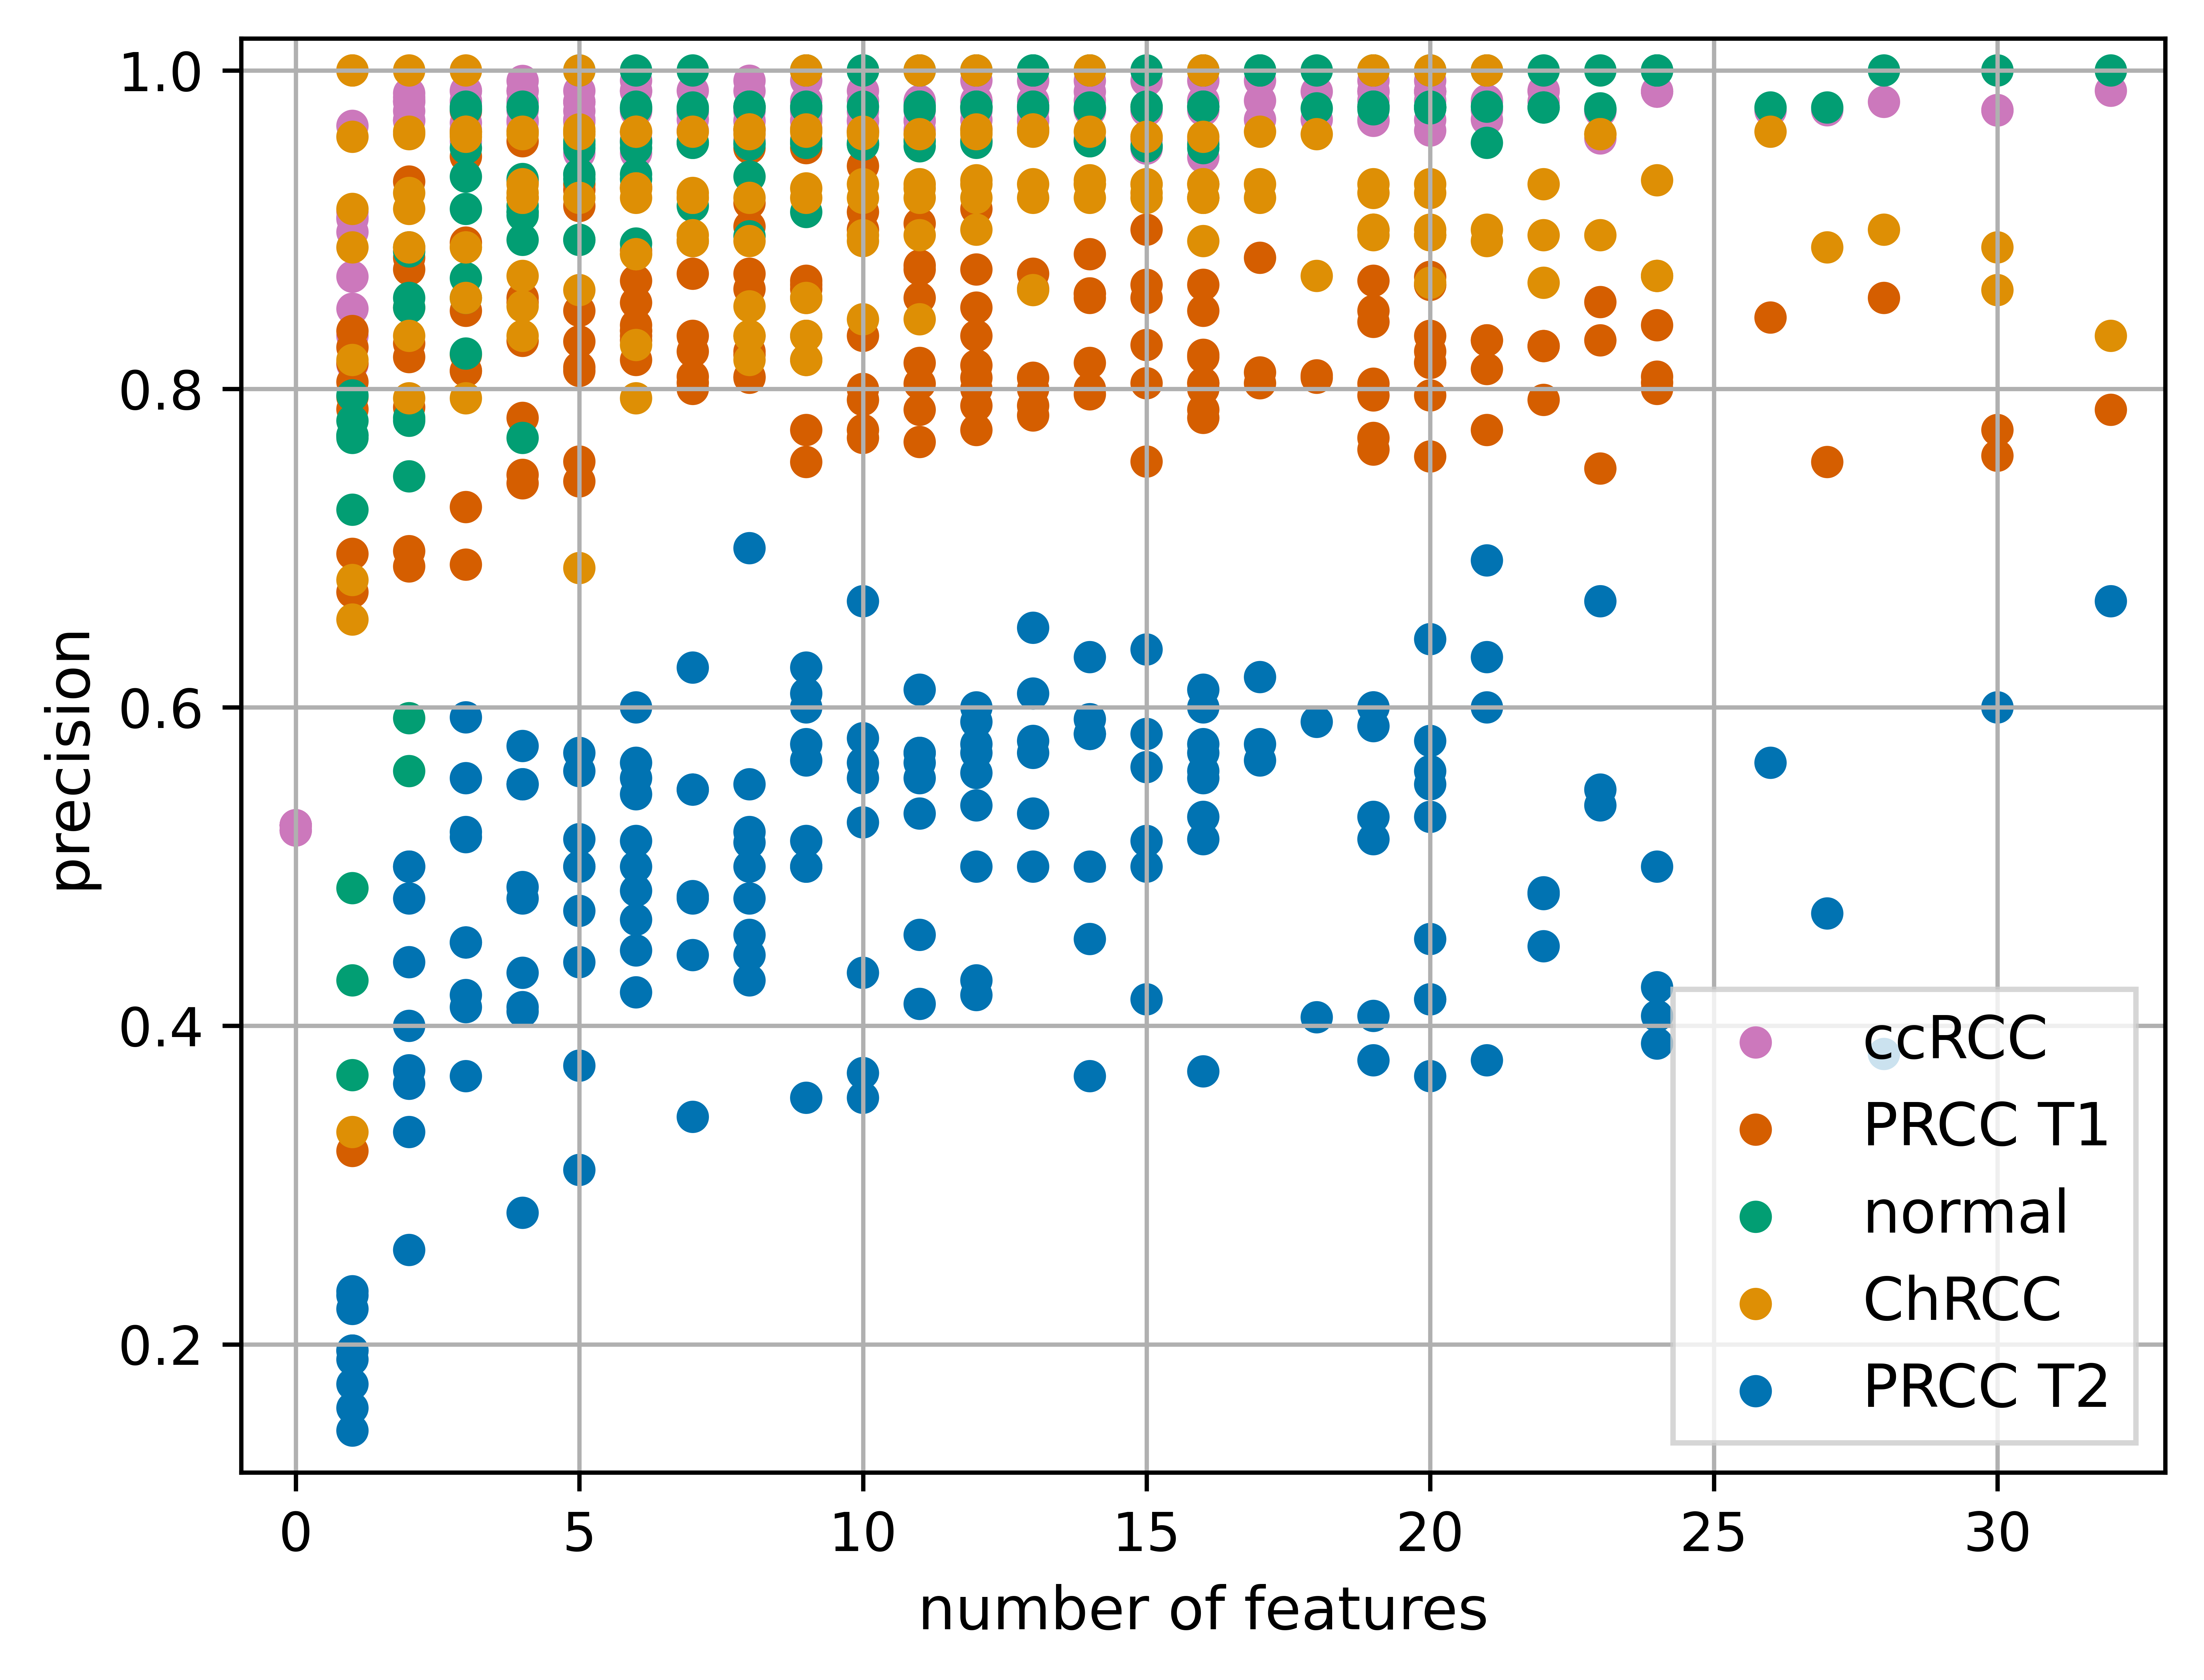 1.0
0.8
0.6
0.4
0.2
precision
0 5 10 15 20 25 30
number of features
ccRCC
PRCC T1
normal
ChRCC
PRCC T2